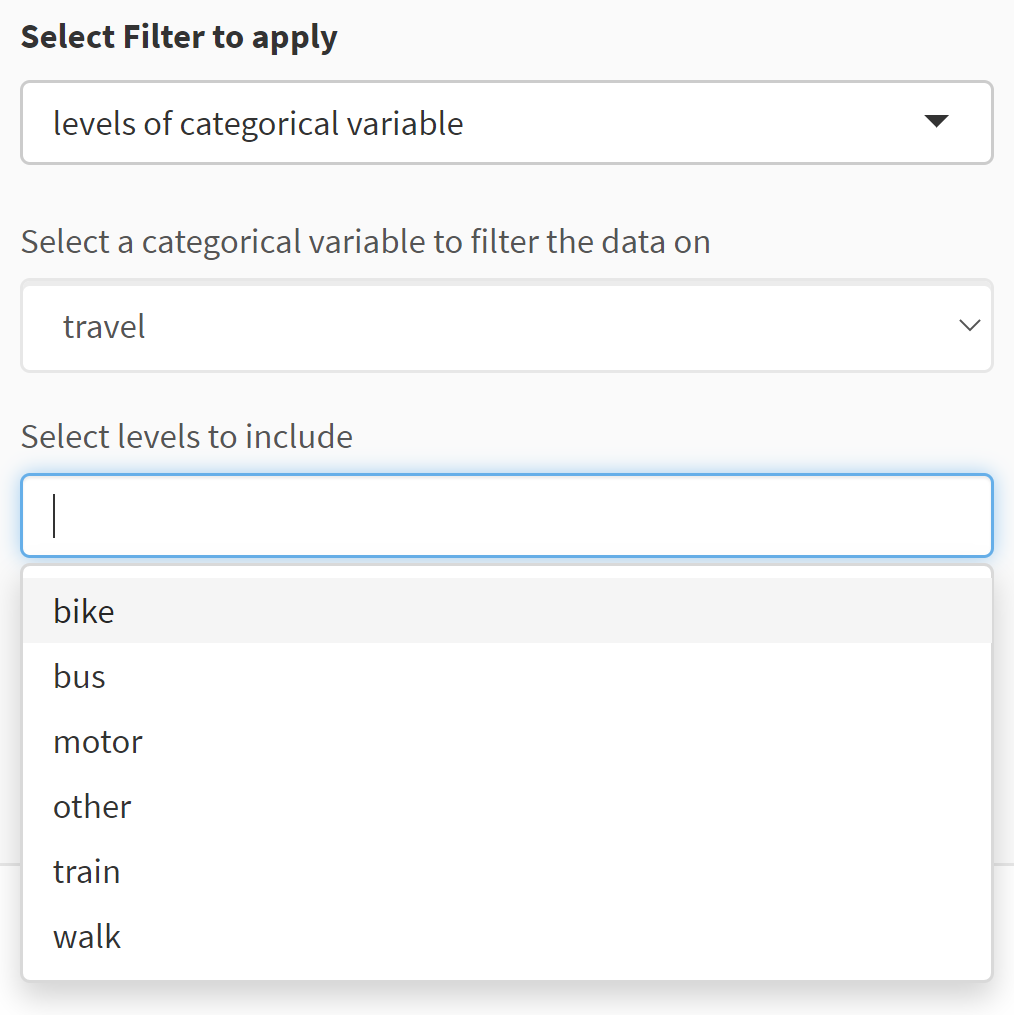 Select Filter to apply
levels of categorical variable
Select a categorical variable to filter the data on
travel
Select levels to include
bike
bus
motor
other
train
walk